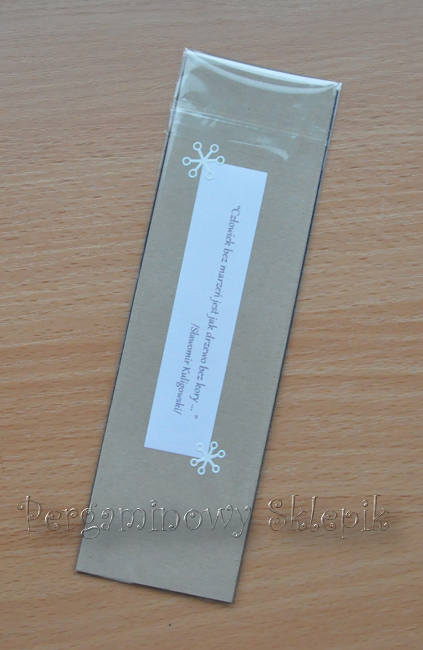 "Człowiek bez marzeń jest jak drzewo bez kory ... "
/Sławomir Kuligowski/
Pergaminowy Sklepik